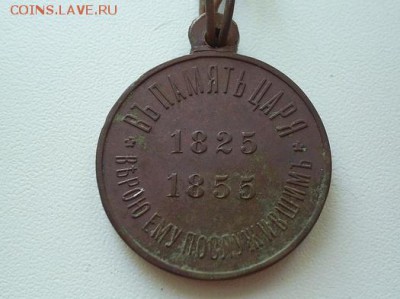 COINS.LAVE.RU
ВЪ ПАМЯТЬ ЦАРЯ
1825
1855
ВѢРОЮ ЕМУ ПОСЛУЖИВШИМЪ